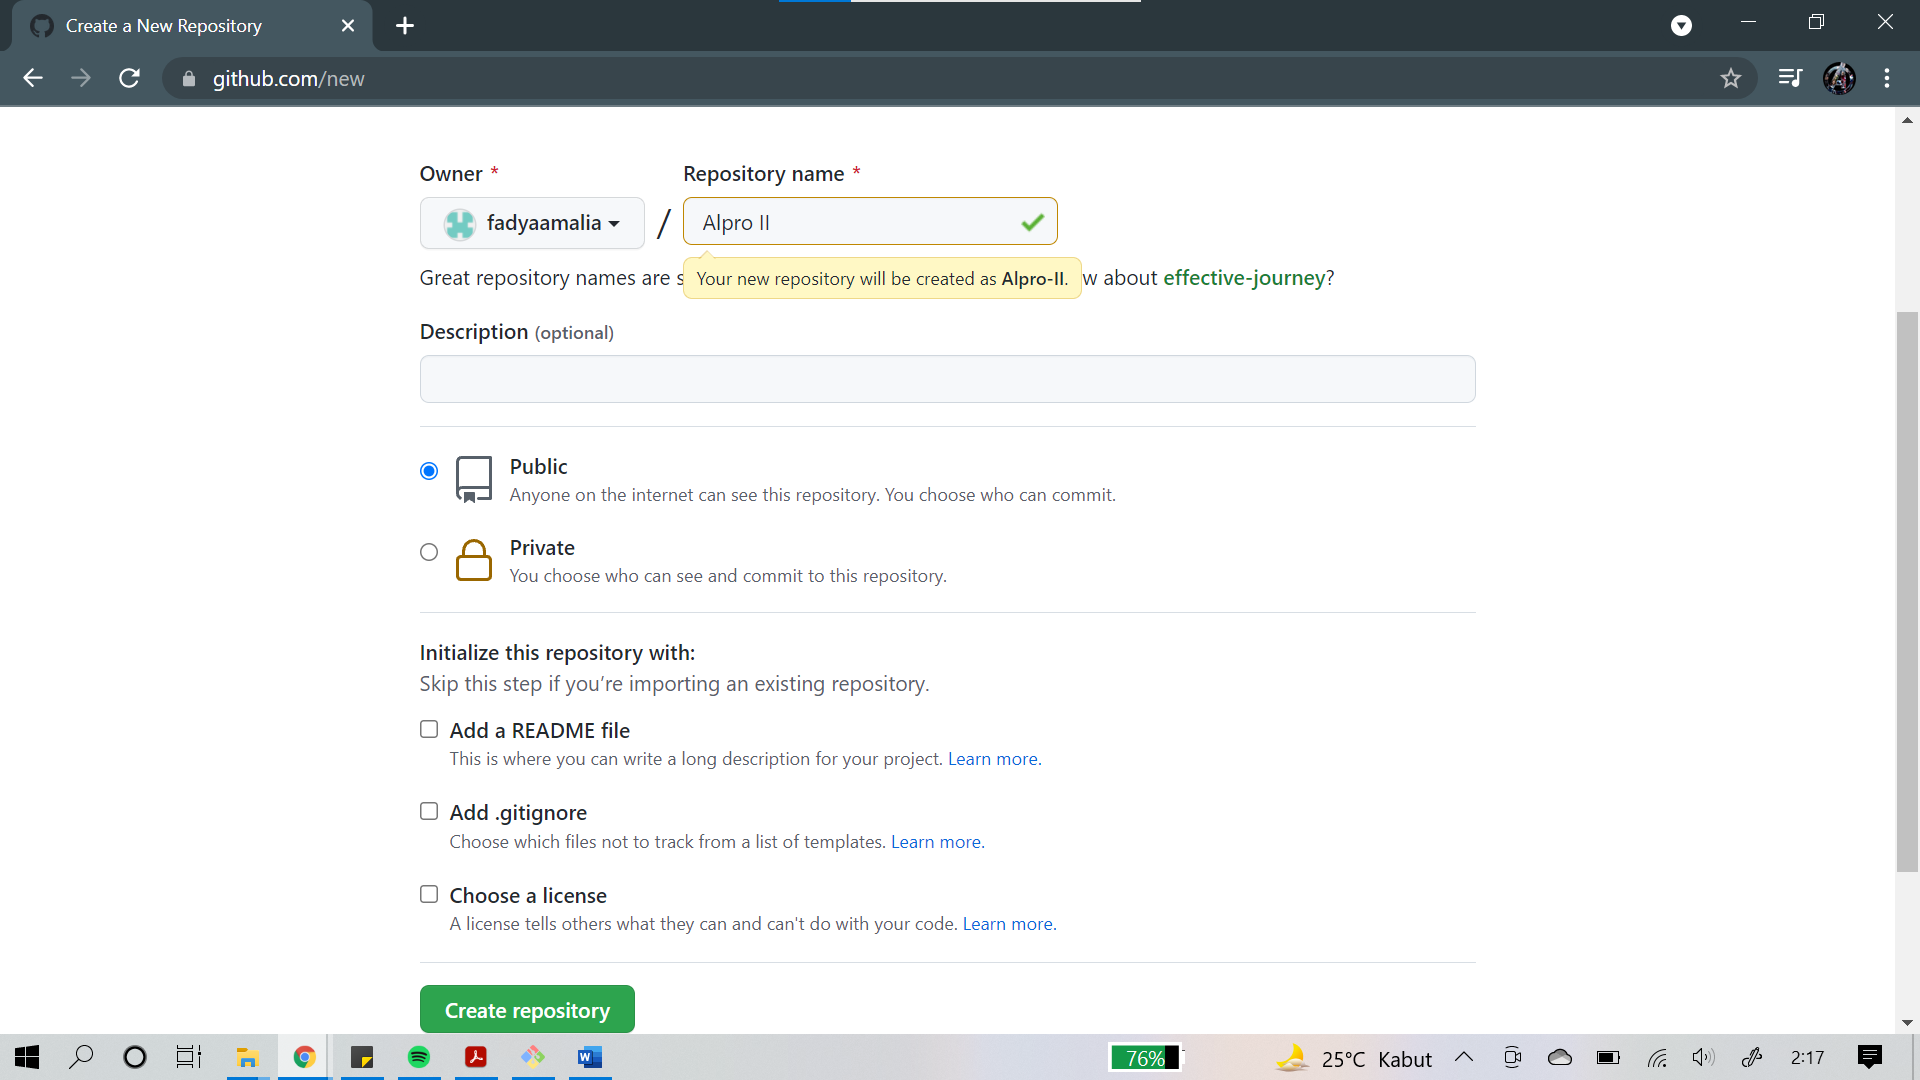 Create a New Repository
github.com/new
Owner *
Repository name *
fadyaamalia
/
Alpro II
Great repository names are s
Your new repository will be created as Alpro-II.
w about effective-journey?
Description (optional)
Public
Anyone on the internet can see this repository. You choose who can commit.
Private
You choose who can see and commit to this repository.
Initialize this repository with:
Skip this step if you’re importing an existing repository.
Add a README file
This is where you can write a long description for your project. Learn more.
Add .gitignore
Choose which files not to track from a list of templates. Learn more.
Choose a license
A license tells others what they can and can't do with your code. Learn more.
Create repository
76%
25°C Kabut
2:17